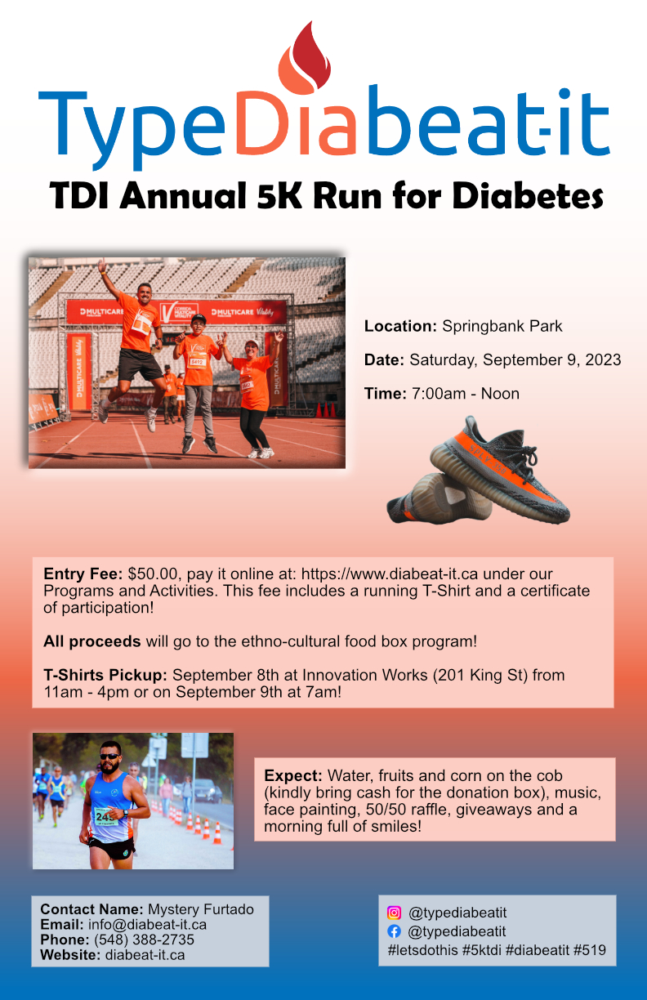 TypeDiabeat-it
TDI Annual 5K Run for Diabetes
MULTICARE
CORRIDA
MULTICARE
VITALITY
MULTICARE Vitality
MULTICARE
Location: Springbank Park
Date: Saturday, September 9, 2023
Time: 7:00am - Noon
Entry Fee: $50.00, pay it online at: https://www.diabeat-it.ca under our
Programs and Activities. This fee includes a running T-Shirt and a certificate
of participation!
All proceeds will go to the ethno-cultural food box program!
T-Shirts Pickup: September 8th at Innovation Works (201 King St) from
11am - 4pm or on September 9th at 7am!
Expect: Water, fruits and corn on the cob
(kindly bring cash for the donation box), music,
face painting, 50/50 raffle, giveaways and a
morning full of smiles!
Contact Name: Mystery Furtado
Email: info@diabeat-it.ca
Phone: (548) 388-2735
Website: diabeat-it.ca
@typediabeatit
@typediabeatit
#letsdothis #5ktdi #diabeatit #519